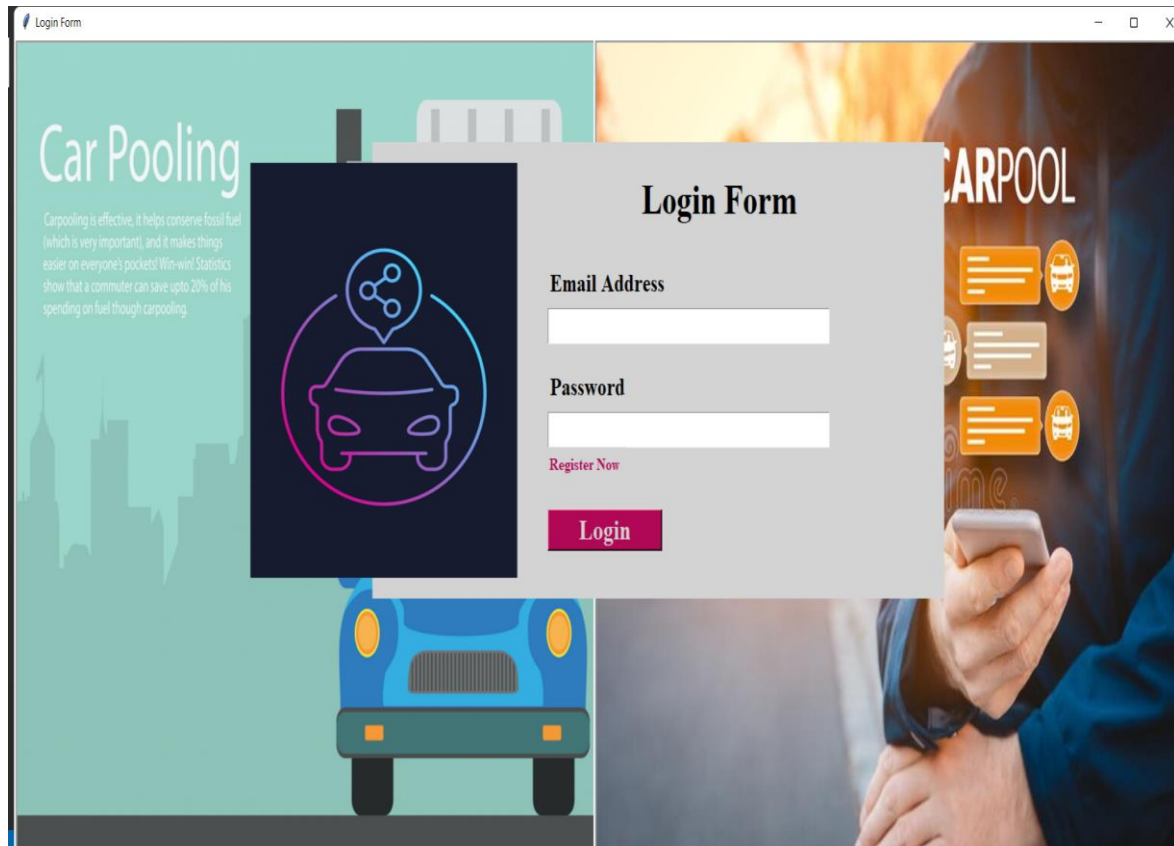 Login Form
Car Pooling
Carpooling is effective, it helps conserve fossil fuel
(which is very important), and it makes things
easier on everyone's pockets! Win-win! Statistics
show that a commuter can save upto 20% of his
spending on fuel though carpooling.
Login Form
Email Address
Password
Register Now
Login
CARPOOL